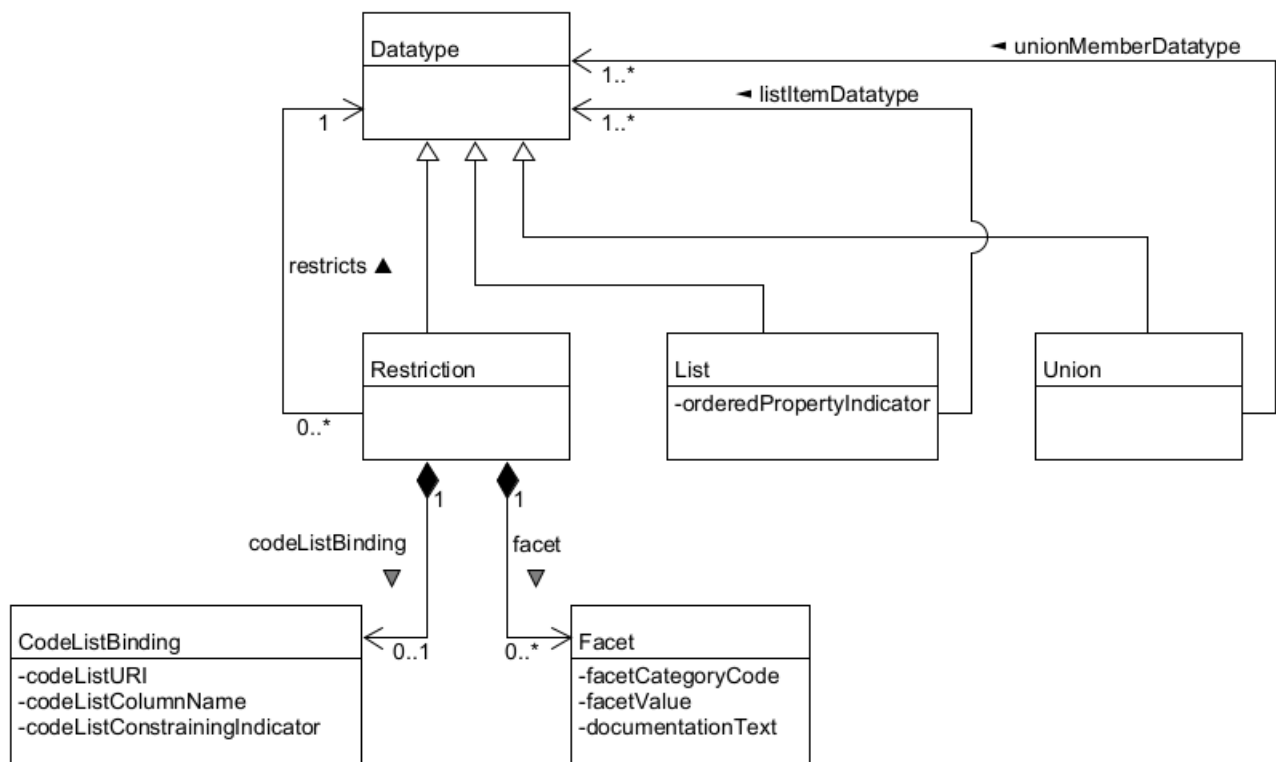 Datatype
◄ unionMemberDatatype
1..*
◄ listItemDatatype
1
1..*
restricts ▲
Restriction
List
-orderedPropertyIndicator
Union
0..*
1
1
codeListBinding
▼
facet
▼
CodeListBinding
-codeListURI
-codeListColumnName
-codeListConstrainingIndicator
0..1
0..*
Facet
-facetCategoryCode
-facetValue
-documentationText